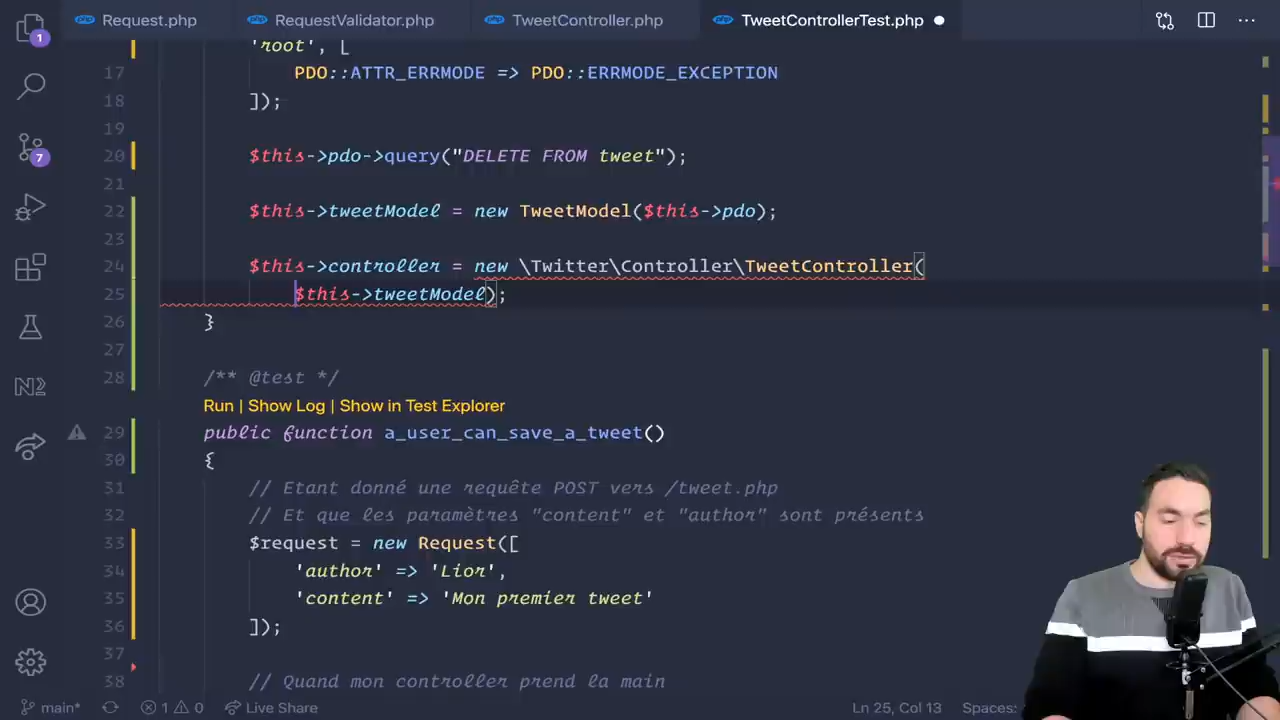 Request.php RequestValidator.php TweetController.php TweetControllerTest.php
'root', [
17 PDO::ATTR_ERRMODE => PDO::ERRMODE_EXCEPTION
18 ]);
19
20 $this->pdo->query("DELETE FROM tweet");
21
22 $this->tweetModel = new TweetModel($this->pdo);
23
24 $this->controller = new \Twitter\Controller\TweetController(
25 $this->tweetModel);
26 }
27
28 /** @test */
Run | Show Log | Show in Test Explorer
29 public function a_user_can_save_a_tweet()
30 {
31 // Etant donné une requête POST vers /tweet.php
32 // Et que les paramètres "content" et "author" sont présents
33 $request = new Request([
34 'author' => 'Lior',
35 'content' => 'Mon premier tweet'
36 ]);
37
38 // Quand mon controller prend la main
1
7
main* 1 0 Live Share Ln 25, Col 13 Spaces: